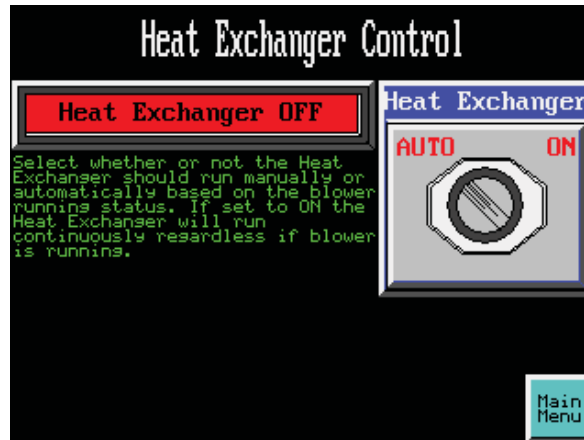 Heat Exchanger Control
Heat Exchanger OFF
Heat Exchanger
AUTO ON
Select whether or not the Heat
Exchanger should run manually or
automatically based on the blower
running status. If set to ON the
Heat Exchanger will run
continuously regardless if blower
is running.
Main
Menu